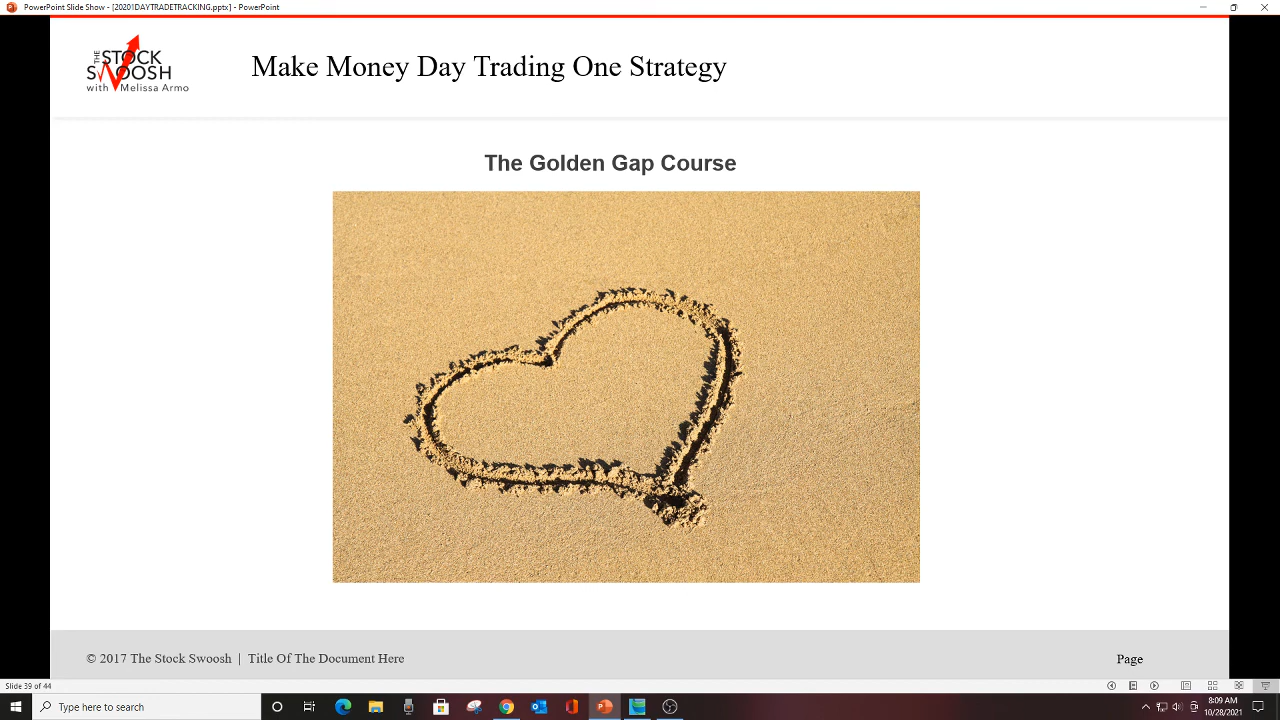 PowerPoint Slide Show - [20201DAYTRADETRACKING.pptx] - PowerPoint
THE STOCK
SWOOSH
with Melissa Armo
Make Money Day Trading One Strategy
The Golden Gap Course
© 2017 The Stock Swoosh | Title Of The Document Here
Page
Slide 39 of 44
Type here to search
8:09 AM
10/28/2021